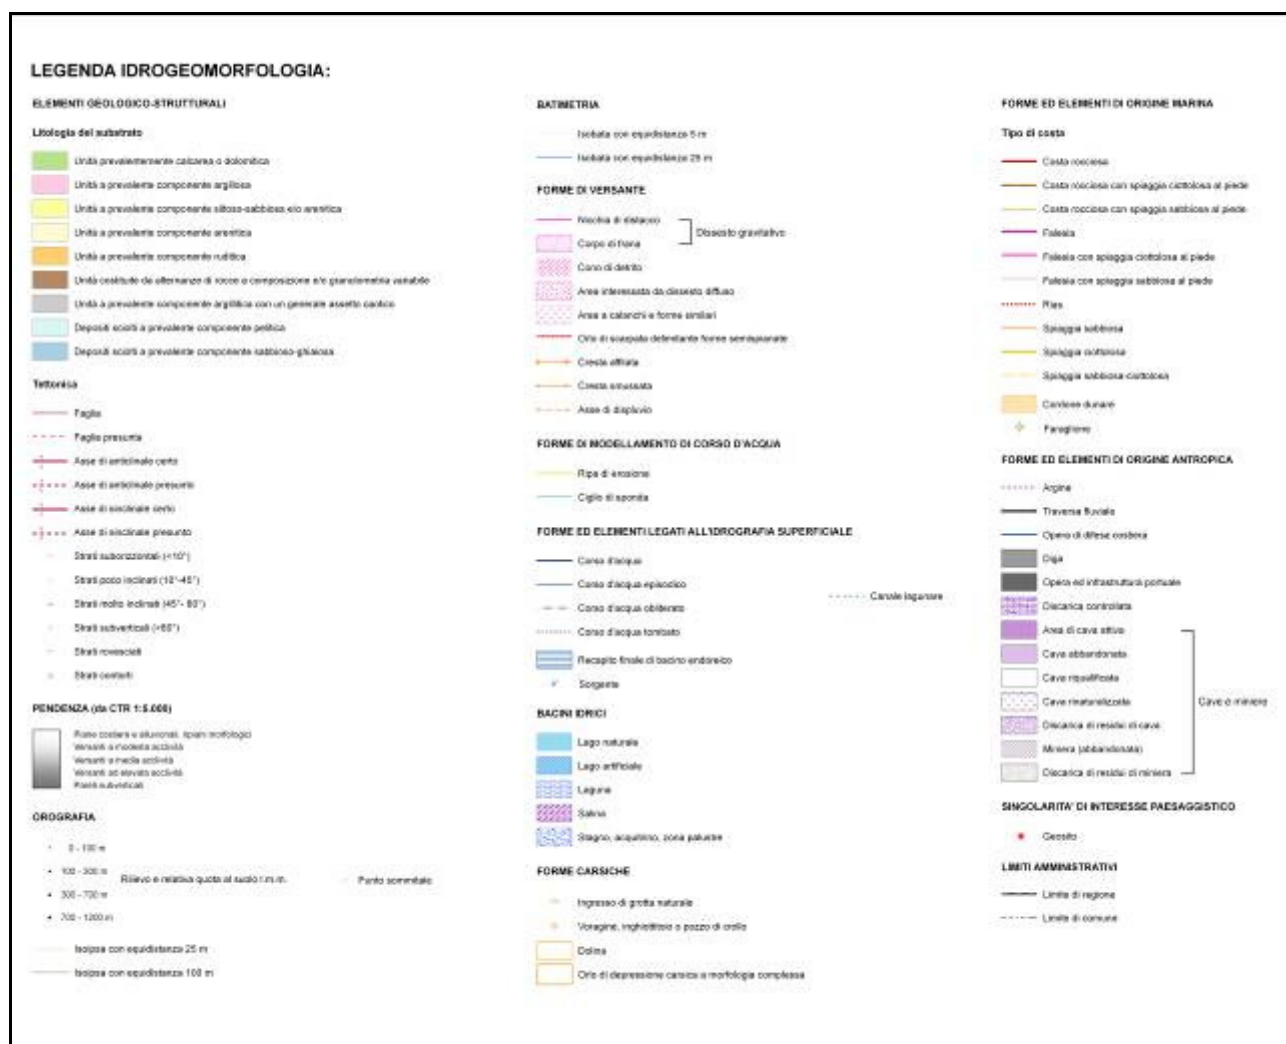 LEGENDA IDROGEOMORFOLOGIA:
ELEMENTI GEOLOGICO-STRUTTURALI
Litologia del substrato
Unità prevalentemente calcarea o dolomitica
Unità a prevalente componente argillosa
Unità a prevalente componente siltoso-sabbiosa e/o arenitica
Unità a prevalente componente arenitica
Unità a prevalente componente ruditica
Unità costituite da alternanze di rocce a composizione e/o granulometria variabile
Unità a prevalente componente argillitica con un generale assetto caotico
Depositi sciolti a prevalente componente pelitica
Depositi sciolti a prevalente componente sabbioso-ghiaiosa
Tettonica
Faglia
Faglia presunta
Asse di anticlinale certo
Asse di anticlinale presunto
Asse di sinclinale certo
Asse di sinclinale presunto
Strati suborizzontali (<10°)
Strati poco inclinati (10°-45°)
Strati molto inclinati (45°- 80°)
Strati subverticali (>80°)
Strati rovesciati
Strati contorti
PENDENZA (da CTR 1:5.000)
Piane costiere e alluvionali, ripiani morfologici
Versanti a modesta acclività
Versanti a media acclività
Versanti ad elevata acclività
Pareti subverticali
OROGRAFIA
0 - 100 m
100 - 300 m
300 - 700 m
700 - 1200 m
Rilievo e relativa quota al suolo l.m.m.
Punto sommitale
Isoipsa con equidistanza 25 m
Isoipsa con equidistanza 100 m
BATIMETRIA
Isobata con equidistanza 5 m
Isobata con equidistanza 25 m
FORME DI VERSANTE
Nicchia di distacco
Corpo di frana
Dissesto gravitativo
Cono di detrito
Area interessata da dissesto diffuso
Area a calanchi e forme similari
Orlo di scarpata delimitante forme semispianate
Cresta affilata
Cresta smussata
Asse di displuvio
FORME DI MODELLAMENTO DI CORSO D'ACQUA
Ripa di erosione
Ciglio di sponda
FORME ED ELEMENTI LEGATI ALL'IDROGRAFIA SUPERFICIALE
Corso d'acqua
Corso d'acqua episodico
Corso d'acqua obliterato
Corso d'acqua tombato
Canale lagunare
Recapito finale di bacino endoreico
Sorgente
BACINI IDRICI
Lago naturale
Lago artificiale
Laguna
Salina
Stagno, acquitrino, zona palustre
FORME CARSICHE
Ingresso di grotta naturale
Voragine, inghiottitoio o pozzo di crollo
Dolina
Orlo di depressione carsica a morfologia complessa
FORME ED ELEMENTI DI ORIGINE MARINA
Tipo di costa
Costa rocciosa
Costa rocciosa con spiaggia ciottolosa al piede
Costa rocciosa con spiaggia sabbiosa al piede
Falesia
Falesia con spiaggia ciottolosa al piede
Falesia con spiaggia sabbiosa al piede
Rias
Spiaggia sabbiosa
Spiaggia ciottolosa
Spiaggia sabbiosa-ciottolosa
Cordone dunare
Faraglione
FORME ED ELEMENTI DI ORIGINE ANTROPICA
Argine
Traversa fluviale
Opera di difesa costiera
Diga
Opera ed infrastruttura portuale
Discarica controllata
Area di cava attiva
Cava abbandonata
Cava riqualificata
Cava rinaturalizzata
Discarica di residui di cava
Miniera (abbandonata)
Discarica di residui di miniera
Cave e miniere
SINGOLARITA' DI INTERESSE PAESAGGISTICO
Geosito
LIMITI AMMINISTRATIVI
Limite di regione
Limite di comune